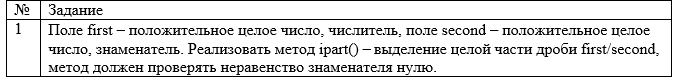 № Задание
1 Поле first – положительное целое число, числитель, поле second – положительное целое
число, знаменатель. Реализовать метод ipart() – выделение целой части дроби first/second,
метод должен проверять неравенство знаменателя нулю.